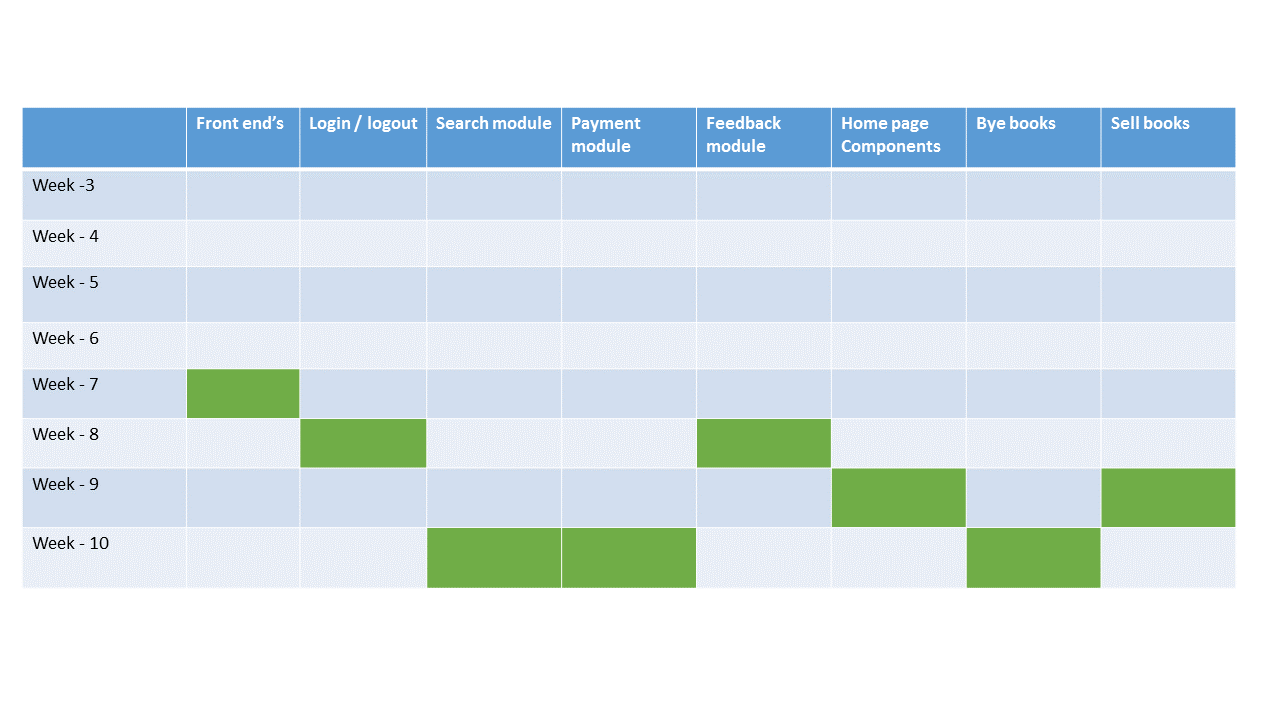 Front end’s
Login / logout
Search module
Payment
module
Feedback
module
Home page
Components
Bye books
Sell books
Week -3
Week - 4
Week - 5
Week - 6
Week - 7
Week - 8
Week - 9
Week - 10